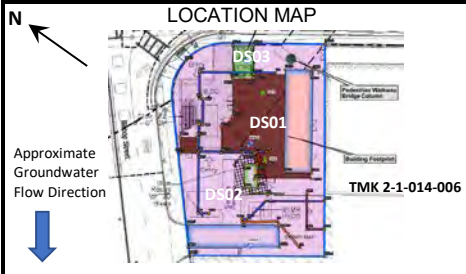 LOCATION MAP
N
DS03
Pedestrian Walkway
Bridge Column
DS01
Building Footprint
Approximate
Groundwater
Flow Direction
TMK 2-1-014-006
DS02